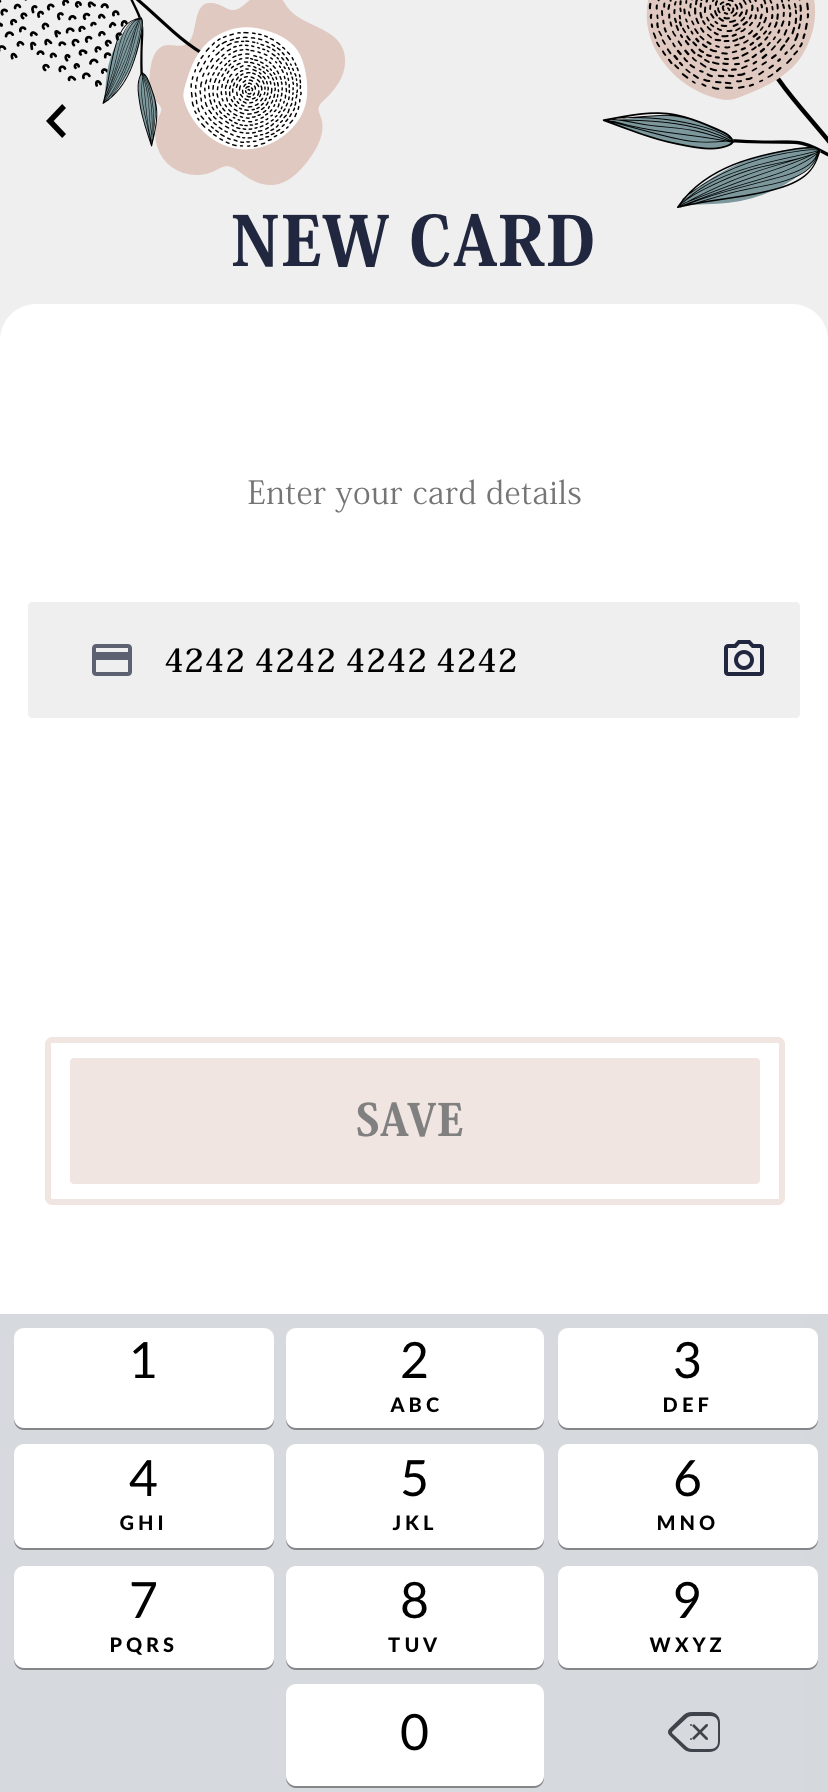 NEW CARD
Enter your card details
4242 4242 4242 4242
SAVE
1 2 3
ABC DEF
4 5 6
GHI JKL MNO
7 8 9
PQRS TUV WXYZ
0